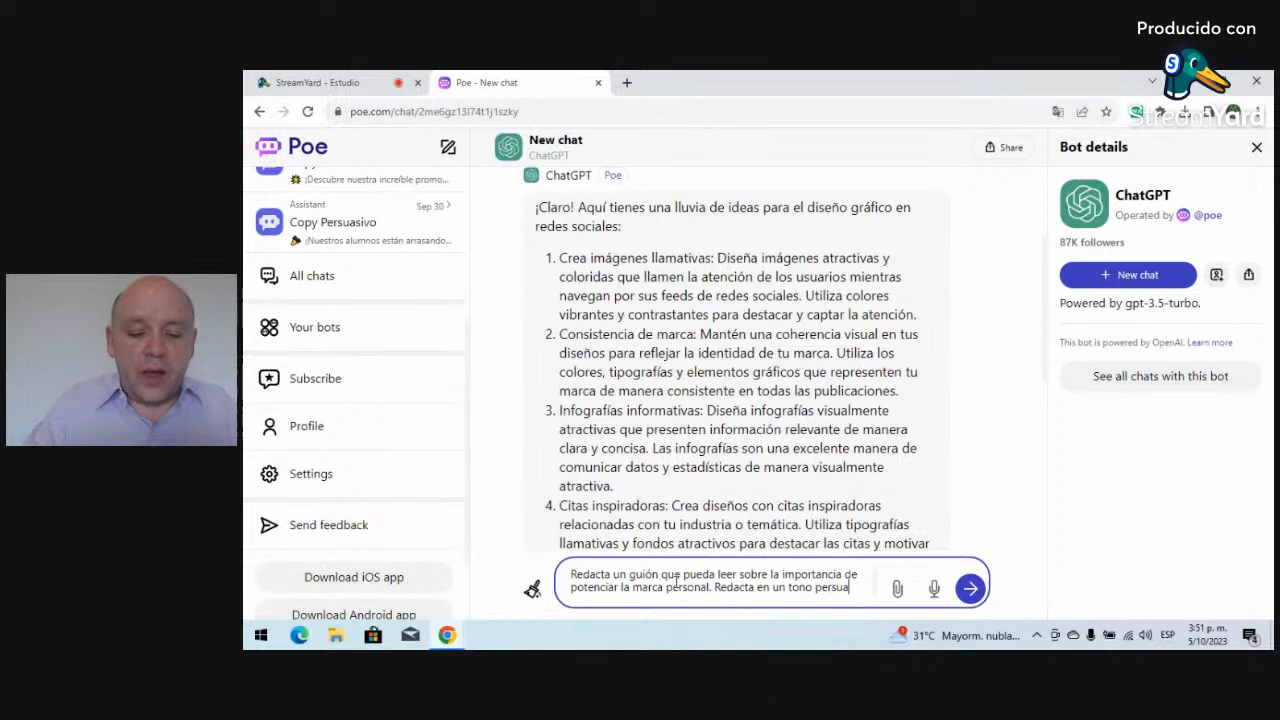 Producido con
StreamYard
StreamYard - Estudio
Poe - New chat
poe.com/chat/2me6gz13l74t1j1szky
Poe
¡Descubre nuestra increíble promo...
Assistant
Sep 30
Copy Persuasivo
¡Nuestros alumnos están arrasando...
All chats
Your bots
Subscribe
Profile
Settings
Send feedback
Download iOS app
Download Android app
New chat
ChatGPT
Share
ChatGPT Poe
¡Claro! Aquí tienes una lluvia de ideas para el diseño gráfico en
redes sociales:
1. Crea imágenes llamativas: Diseña imágenes atractivas y
coloridas que llamen la atención de los usuarios mientras
navegan por sus feeds de redes sociales. Utiliza colores
vibrantes y contrastantes para destacar y captar la atención.
2. Consistencia de marca: Mantén una coherencia visual en tus
diseños para reflejar la identidad de tu marca. Utiliza los
colores, tipografías y elementos gráficos que representen tu
marca de manera consistente en todas las publicaciones.
3. Infografías informativas: Diseña infografías visualmente
atractivas que presenten información relevante de manera
clara y concisa. Las infografías son una excelente manera de
comunicar datos y estadísticas de manera visualmente
atractiva.
4. Citas inspiradoras: Crea diseños con citas inspiradoras
relacionadas con tu industria o temática. Utiliza tipografías
llamativas y fondos atractivos para destacar las citas y motivar
Redacta un guión que pueda leer sobre la importancia de
potenciar la marca personal. Redacta en un tono persua
Bot details
ChatGPT
Operated by @poe
87K followers
+ New chat
Powered by gpt-3.5-turbo.
This bot is powered by OpenAI. Learn more
See all chats with this bot
31°C Mayorm. nubla...
ESP
3:51 p. m.
5/10/2023
4